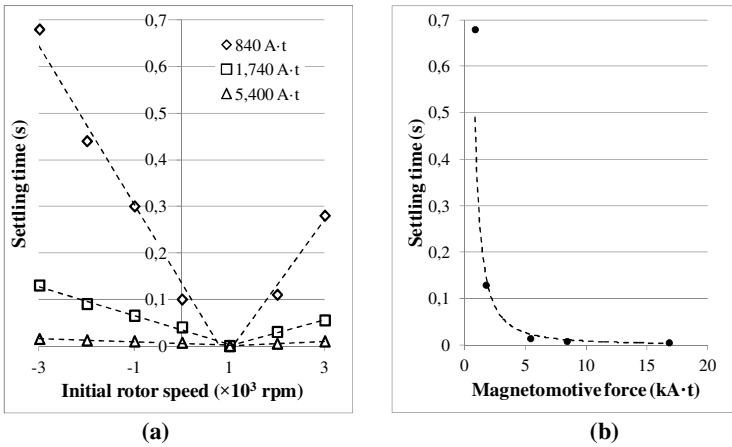 0,7
0,6
0,5
0,4
0,3
0,2
0,1
0
Settling time (s)
840 A·t
1,740 A·t
5,400 A·t
-3 -1 1 3
Initial rotor speed (×10³ rpm)
(a)
0,7
0,6
0,5
0,4
0,3
0,2
0,1
0
Settling time (s)
0 5 10 15 20
Magnetomotive force (kA·t)
(b)